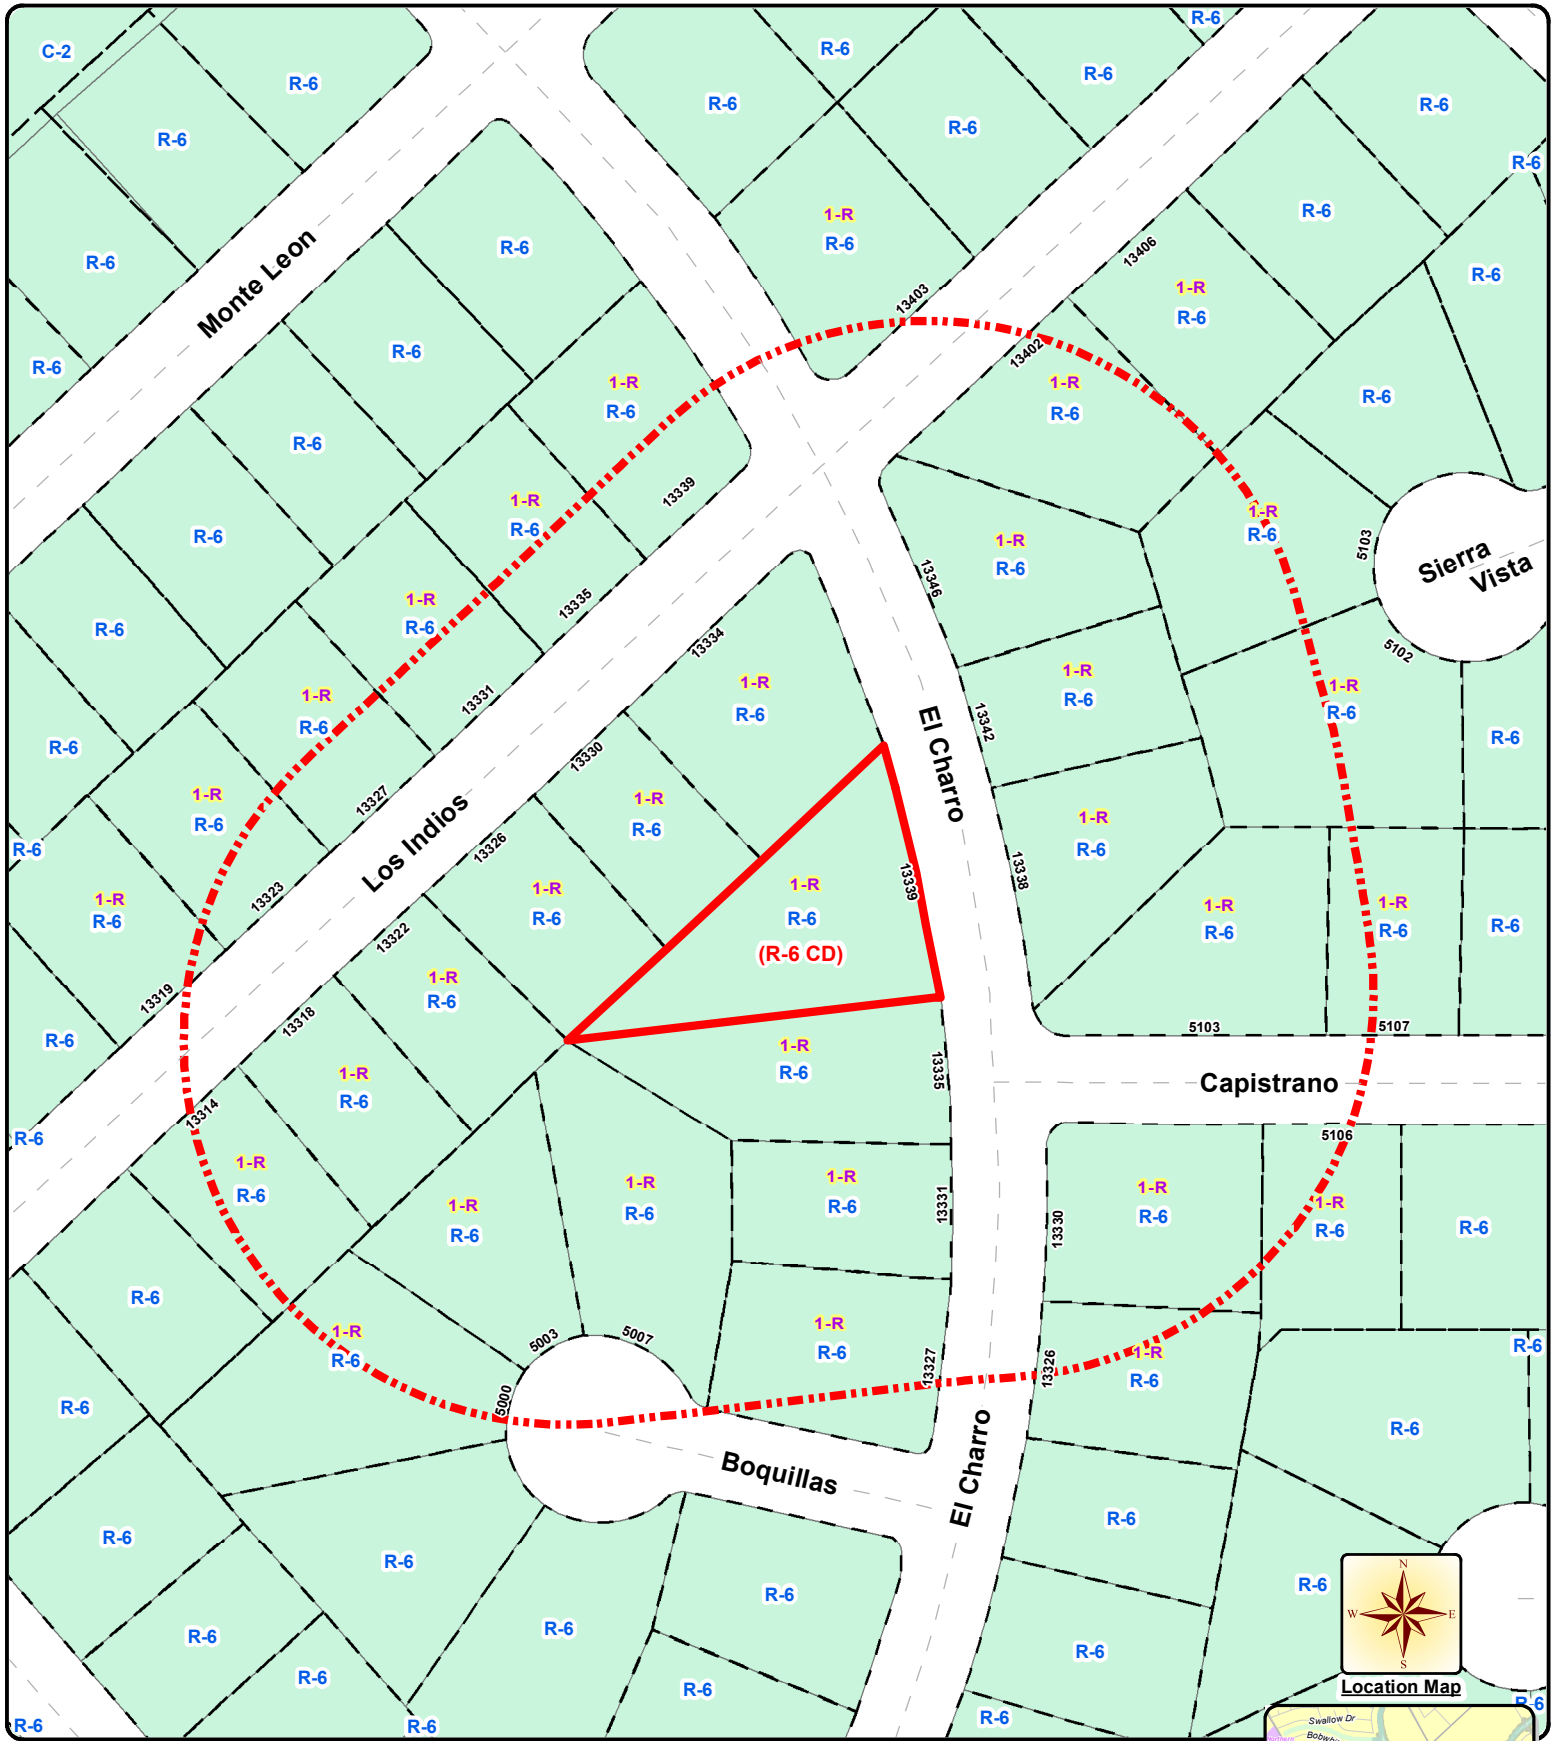 R-6
C-2
R-6
R-6
R-6
R-6
R-6
R-6
R-6
R-6
R-6
1-R
R-6
R-6
R-6
R-6
Monte Leon
13406
R-6
1-R
R-6
13403
R-6
R-6
13402
1-R
R-6
1-R
R-6
R-6
R-6
13339
1-R
R-6
1-R
R-6
R-6
1-R
R-6
5103
Sierra
Vista
13346
13335
1-R
R-6
R-6
13334
5102
1-R
R-6
1-R
R-6
1-R
R-6
1-R
R-6
13331
13342
El Charro
R-6
R-6
13330
1-R
R-6
13327
1-R
R-6
1-R
R-6
Los Indios
13326
R-6
13338
13339
1-R
R-6
(R-6 CD)
1-R
R-6
13323
1-R
R-6
1-R
R-6
1-R
R-6
R-6
13322
13319
1-R
R-6
13318
5103
5107
R-6
1-R
R-6
13335
1-R
R-6
Capistrano
13314
5106
R-6
1-R
R-6
1-R
R-6
1-R
R-6
1-R
R-6
13331
13330
1-R
R-6
1-R
R-6
R-6
R-6
1-R
R-6
5003
5007
1-R
R-6
13327
13326
1-R
R-6
R-6
5000
R-6
R-6
El Charro
Boquillas
R-6
R-6
R-6
R-6
R-6
R-6
R-6
R-6
R-6
N
W
E
S
Location Map
R-6
R-6
R-6
R-6
R-6
R-6
Swallow Dr